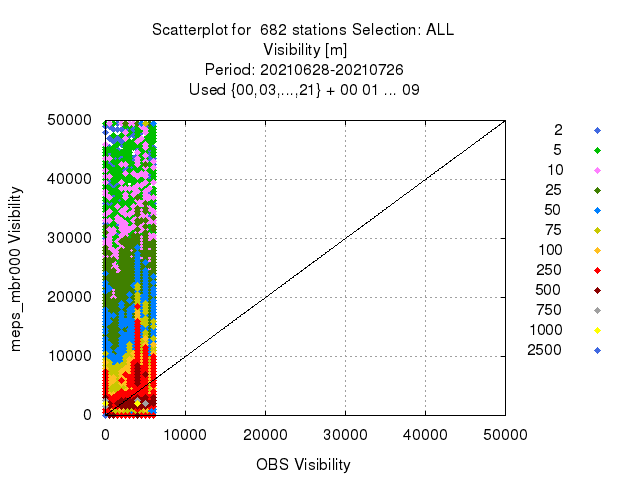 Scatterplot for 682 stations Selection: ALL
Visibility [m]
Period: 20210628-20210726
Used {00,03,...,21} + 00 01 ... 09
50000
40000
30000
20000
10000
0
meps_mbr000 Visibility
0 10000 20000 30000 40000 50000
OBS Visibility
2
5
10
25
50
75
100
250
500
750
1000
2500